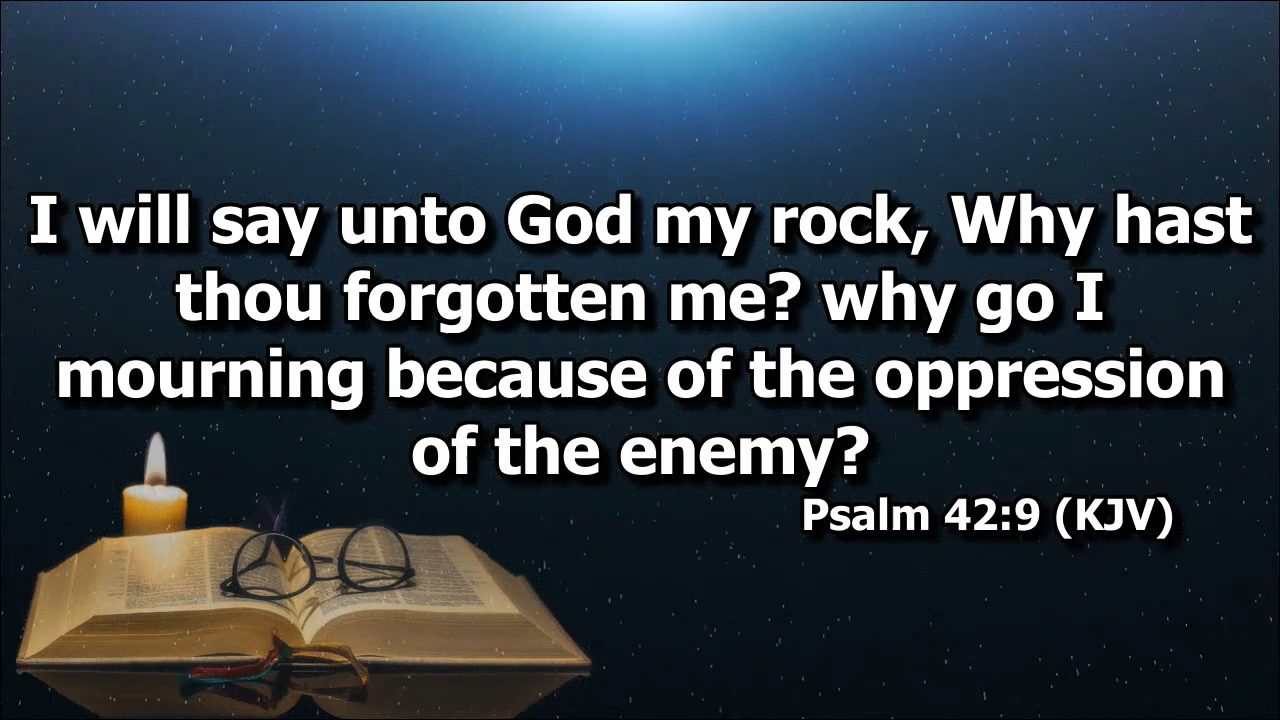 I will say unto God my rock, Why hast
thou forgotten me? why go I
mourning because of the oppression
of the enemy?
Psalm 42:9 (KJV)